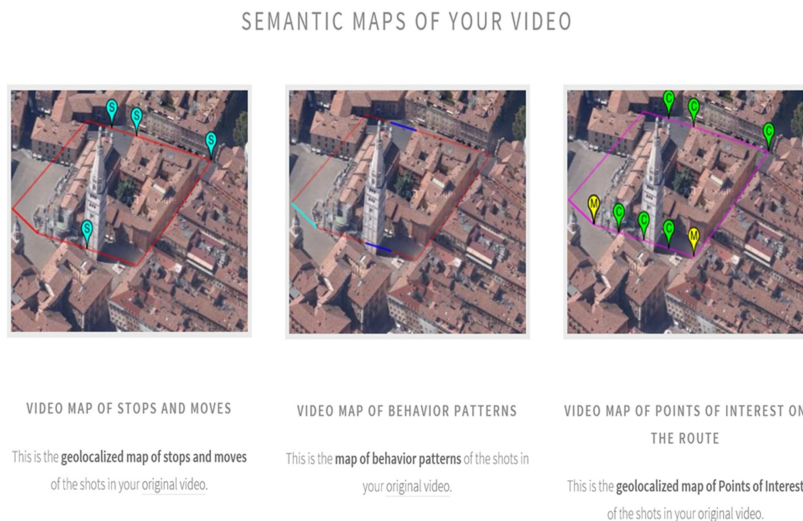 SEMANTIC MAPS OF YOUR VIDEO
S
S
S
S
C
C
C
M
C
C
C
M
VIDEO MAP OF STOPS AND MOVES
This is the geolocalized map of stops and moves
of the shots in your original video.
VIDEO MAP OF BEHAVIOR PATTERNS
This is the map of behavior patterns of the shots in
your original video.
VIDEO MAP OF POINTS OF INTEREST ON
THE ROUTE
This is the geolocalized map of Points of Interest
of the shots in your original video.